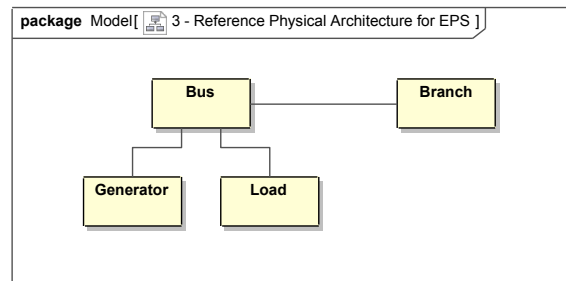 package Model[ 3 - Reference Physical Architecture for EPS ]
Bus
Branch
Generator
Load